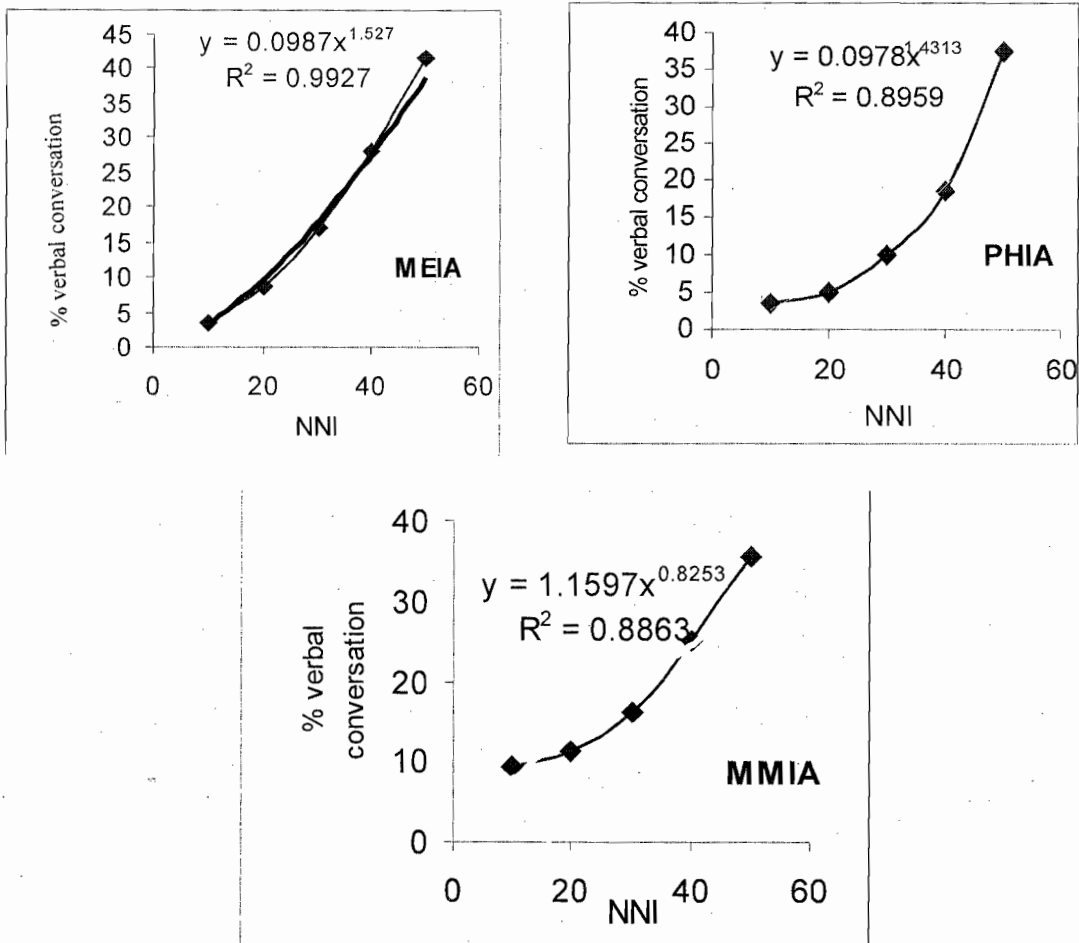 45
40
35
30
25
20
15
10
5
0
y = 0.0987x^1.527
R² = 0.9927
% verbal conversation
MEIA
0 20 40 60
NNI
40
35
30
25
20
15
10
5
0
y = 0.0978x^1.4313
R² = 0.8959
% verbal conversation
PHIA
0 20 40 60
NNI
40
30
20
10
0
y = 1.1597x^0.8253
R² = 0.8863
% verbal
conversation
MMIA
0 20 40 60
NNI